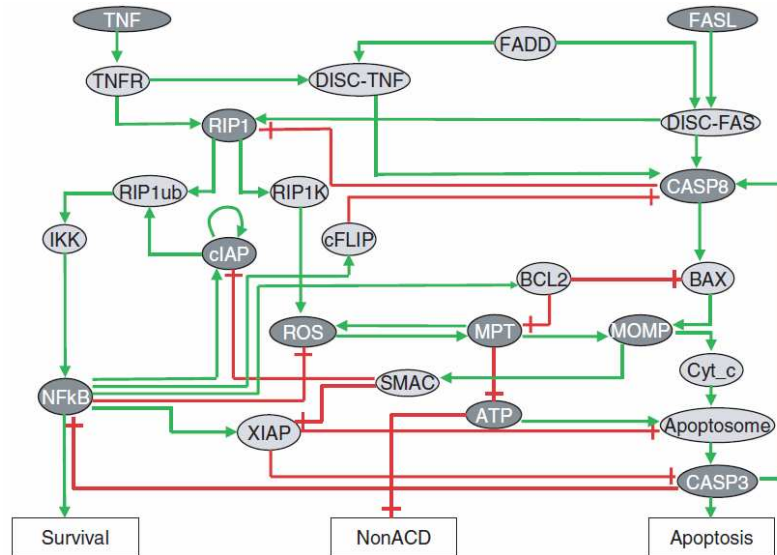 TNF
FASL
FADD
TNFR
DISC-TNF
RIP1
DISC-FAS
RIP1ub
RIP1K
CASP8
IKK
cIAP
cFLIP
BCL2
BAX
ROS
MPT
MOMP
NFkB
SMAC
Cyt_c
XIAP
ATP
Apoptosome
CASP3
Survival
NonACD
Apoptosis